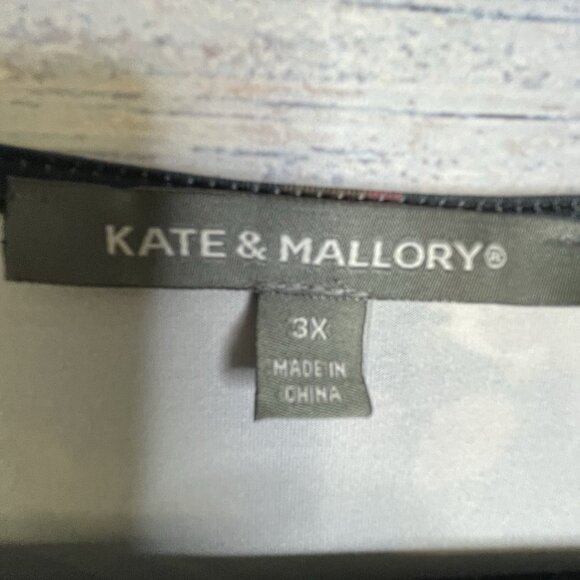 KATE & MALLORY®
3X
MADE IN
CHINA